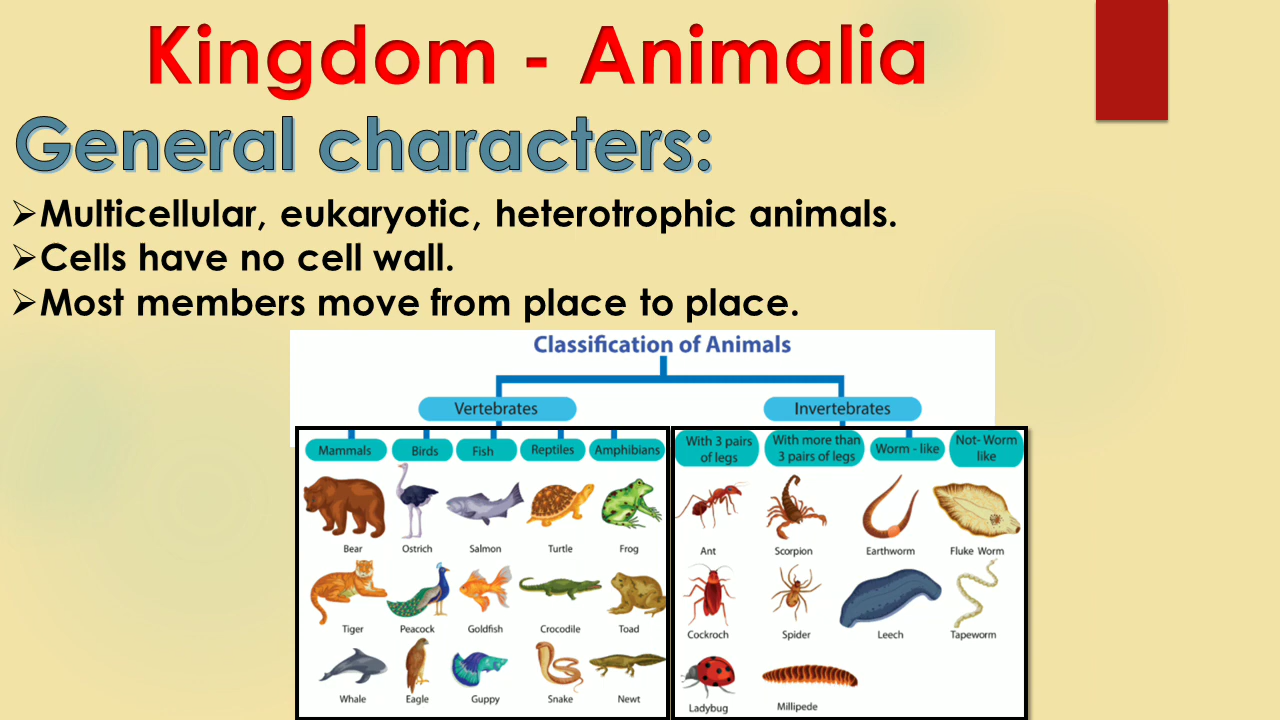 Kingdom - Animalia
General characters:
➢Multicellular, eukaryotic, heterotrophic animals.
➢Cells have no cell wall.
➢Most members move from place to place.
Classification of Animals
Vertebrates
Invertebrates
Mammals
Birds
Fish
Reptiles
Amphibians
With 3 pairs
of legs
With more than
3 pairs of legs
Worm - like
Not- Worm
like
Bear
Ostrich
Salmon
Turtle
Frog
Ant
Scorpion
Earthworm
Fluke Worm
Tiger
Peacock
Goldfish
Crocodile
Toad
Cockroch
Spider
Leech
Tapeworm
Whale
Eagle
Guppy
Snake
Newt
Ladybug
Millipede